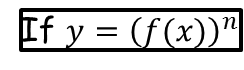 If y = (f(x))ⁿ